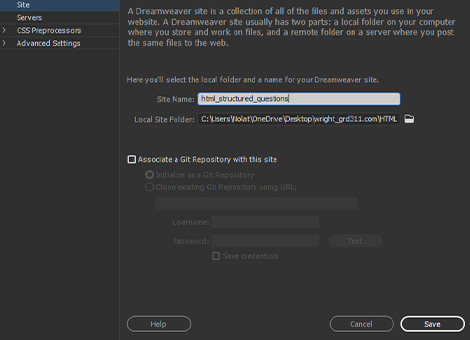 Site
Servers
CSS Preprocessors
Advanced Settings
A Dreamweaver site is a collection of all of the files and assets you use in your
website. A Dreamweaver site usually has two parts: a local folder on your computer
where you store and work on files, and a remote folder on a server where you post
the same files to the web.
Here you'll select the local folder and a name for your Dreamweaver site.
Site Name: html_structured_questions
Local Site Folder: C:\Users\Nolat\OneDrive\Desktop\wright_grd311.com\HTML
Associate a Git Repository with this site
Initialize as a Git Repository
Clone existing Git Repository using URL:
Username:
Password: Test
Save credentials
Help Cancel Save